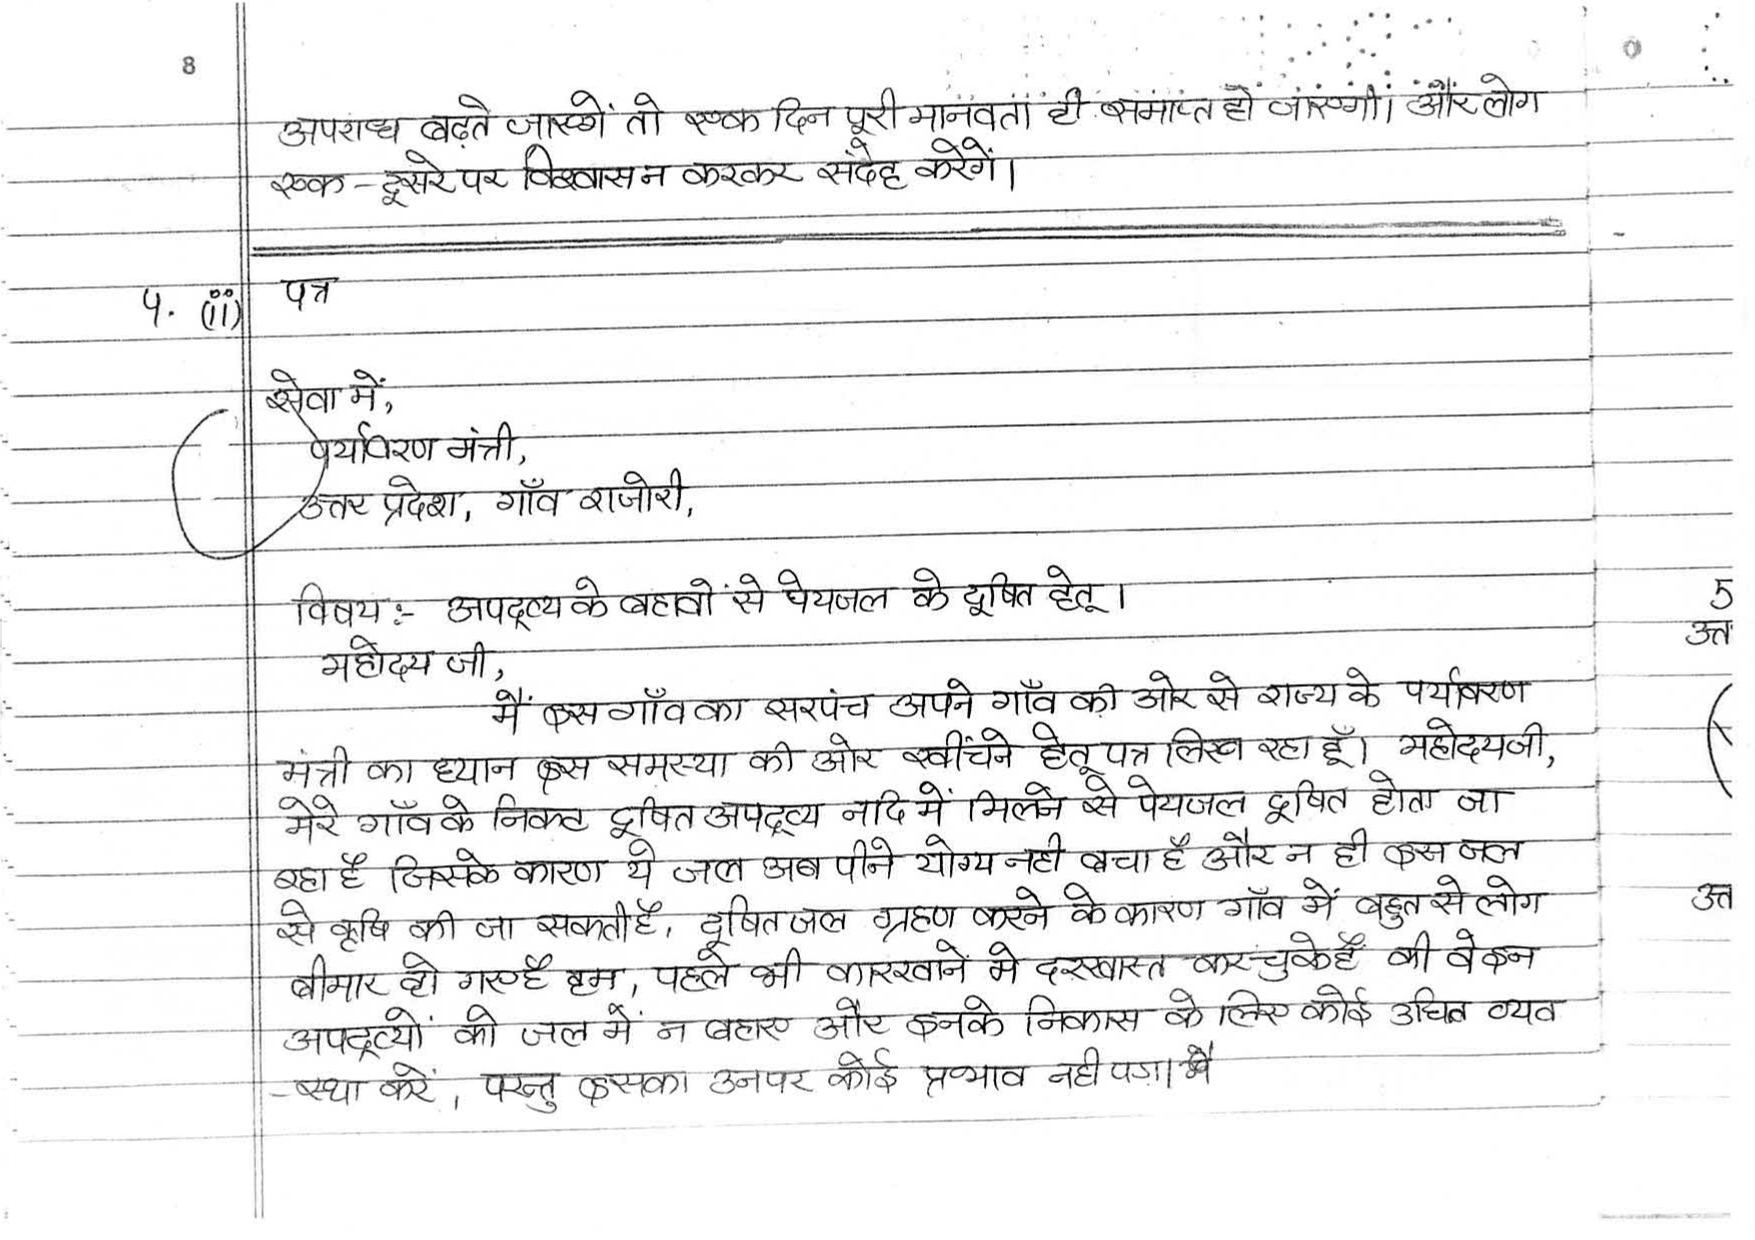 8
अपराध बढ़ते जाएगें तो एक दिन पूरी मानवता ही समाप्त हो जाएगी। और लोग
एक - दूसरे पर विश्वास न करकर संदेह करेगें।
4. (ii) पत्र
सेवा में,
पर्यावरण मंत्री,
उत्तर प्रदेश, गाँव राजोरी,
विषय:- अपद्रव्य के बहावों से पेयजल के दूषित हेतू।
5
उत्त
महोदय जी,
मैं इस गाँव का सरपंच अपने गाँव की ओर से राज्य के पर्यावरण
मंत्री का ध्यान इस समस्या की ओर खींचने हेतू पत्र लिख रहा हूँ। महोदयजी,
मेरे गाँव के निकट दूषित अपद्रव्य नदि में मिलने से पेयजल दूषित होता जा
रहा है जिसके कारण ये जल अब पीने योग्य नही बचा है और न ही इस जल
से कृषि की जा सकती है, दूषित जल ग्रहण करने के कारण गाँव में बहुत से लोग
उत्त
बीमार हो गए है हम, पहले भी कारखाने मे दरखास्त कर चुके है की वे इन
अपद्रव्यों को जल में न बहाए और इनके निकास के लिए कोई उचित व्यव
-स्था करें, परन्तु इसका उनपर कोई प्रभाव नही पड़ा।